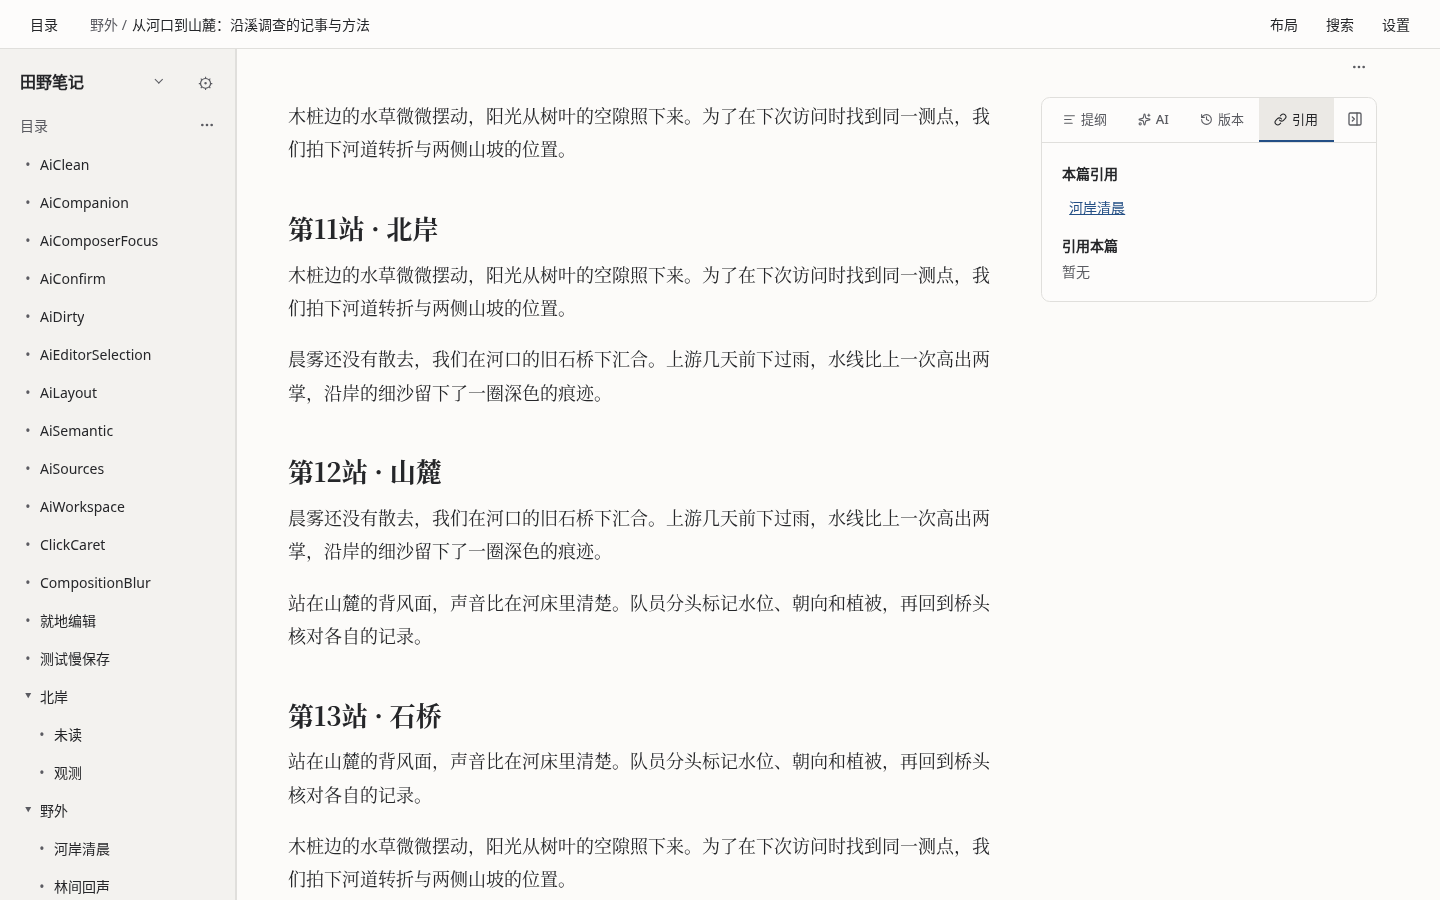 目录
野外 / 从河口到山麓：沿溪调查的记事与方法
布局
搜索
设置
田野笔记
目录
AiClean
AiCompanion
AiComposerFocus
AiConfirm
AiDirty
AiEditorSelection
AiLayout
AiSemantic
AiSources
AiWorkspace
ClickCaret
CompositionBlur
就地编辑
测试慢保存
北岸
未读
观测
野外
河岸清晨
林间回声
木桩边的水草微微摆动，阳光从树叶的空隙照下来。为了在下次访问时找到同一测点，我
们拍下河道转折与两侧山坡的位置。
第11站 · 北岸
木桩边的水草微微摆动，阳光从树叶的空隙照下来。为了在下次访问时找到同一测点，我
们拍下河道转折与两侧山坡的位置。
晨雾还没有散去，我们在河口的旧石桥下汇合。上游几天前下过雨，水线比上一次高出两
掌，沿岸的细沙留下了一圈深色的痕迹。
第12站 · 山麓
晨雾还没有散去，我们在河口的旧石桥下汇合。上游几天前下过雨，水线比上一次高出两
掌，沿岸的细沙留下了一圈深色的痕迹。
站在山麓的背风面，声音比在河床里清楚。队员分头标记水位、朝向和植被，再回到桥头
核对各自的记录。
第13站 · 石桥
站在山麓的背风面，声音比在河床里清楚。队员分头标记水位、朝向和植被，再回到桥头
核对各自的记录。
木桩边的水草微微摆动，阳光从树叶的空隙照下来。为了在下次访问时找到同一测点，我
们拍下河道转折与两侧山坡的位置。
提纲
AI
版本
引用
本篇引用
河岸清晨
引用本篇
暂无